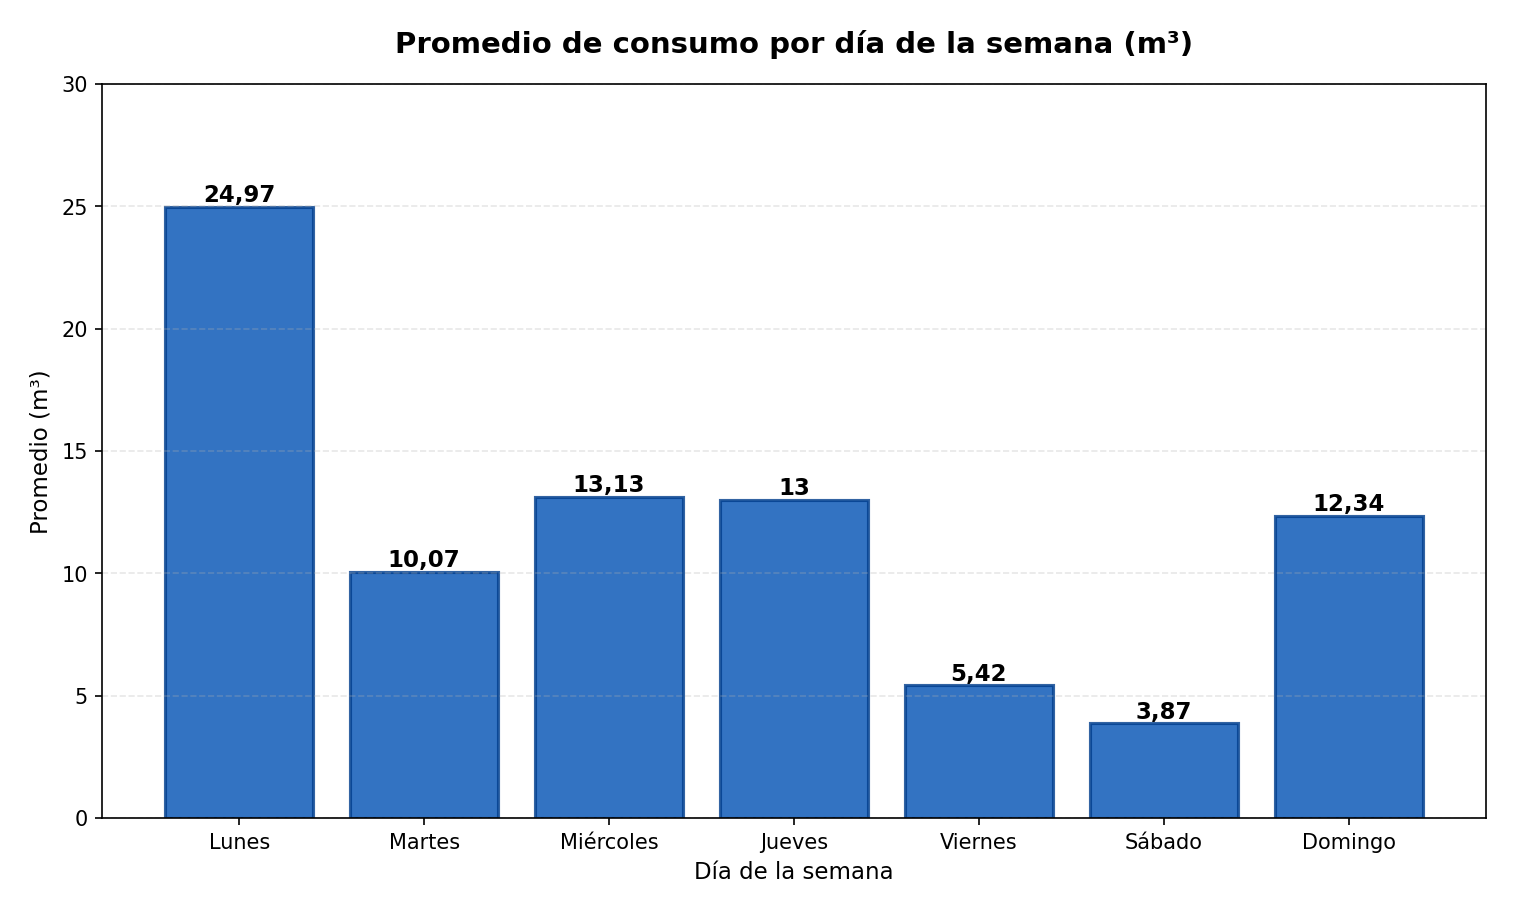 Promedio de consumo por día de la semana (m³)
30
25
20
15
10
5
0
Promedio (m³)
24,97
10,07
13,13
13
5,42
3,87
12,34
Lunes
Martes
Miércoles
Jueves
Viernes
Sábado
Domingo
Día de la semana